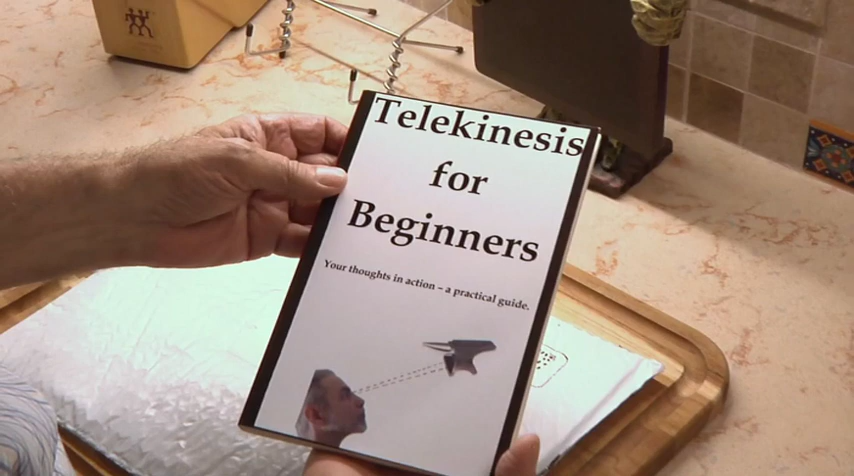 Telekinesis
for
Beginners
Your thoughts in action – a practical guide.